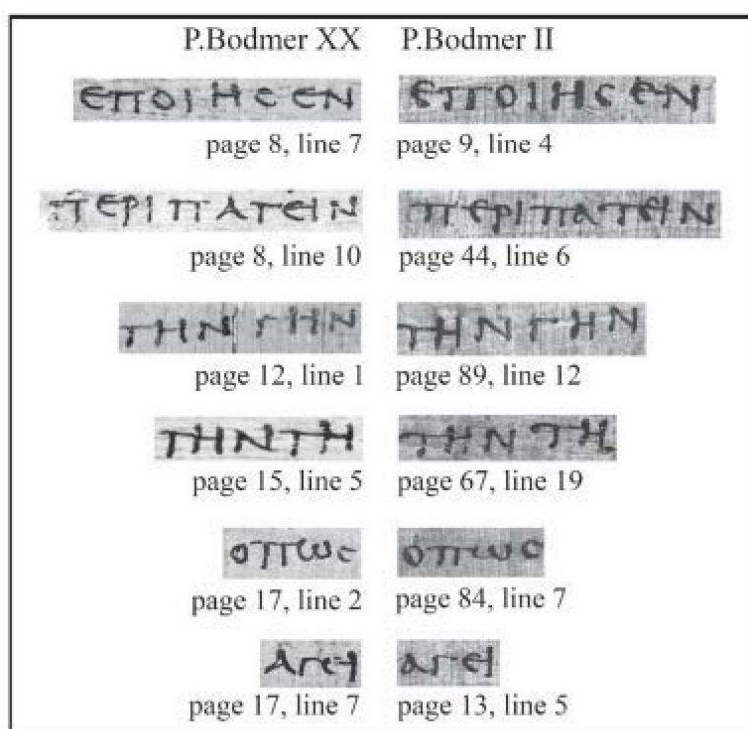 P.Bodmer XX P.Bodmer II
ΕΠΟΙΗϹΕΝ ΕΠΟΙΗϹΕΝ
page 8, line 7 page 9, line 4
ΠΕΡΙΠΑΤΕΙΝ ΠΕΡΙΠΑΤΕΙΝ
page 8, line 10 page 44, line 6
ΤΗΝ ΓΗΝ ΤΗΝ ΓΗΝ
page 12, line 1 page 89, line 12
ΤΗΝ ΤΗ ΤΗΝ ΤΗ
page 15, line 5 page 67, line 19
ΟΠΩϹ ΟΠΩϹ
page 17, line 2 page 84, line 7
ΑΓΕΙ ΑΓΕΙ
page 17, line 7 page 13, line 5